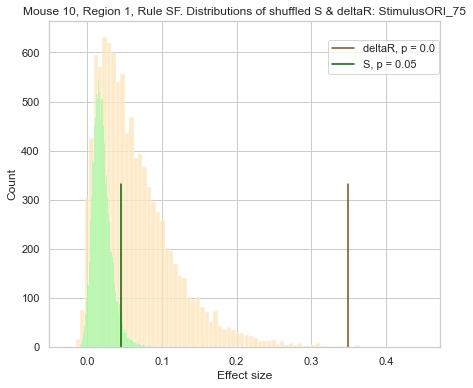 Mouse 10, Region 1, Rule SF. Distributions of shuffled S & deltaR: StimulusORI_75
deltaR, p = 0.0
S, p = 0.05
Count
600
500
400
300
200
100
0
0.0 0.1 0.2 0.3 0.4
Effect size